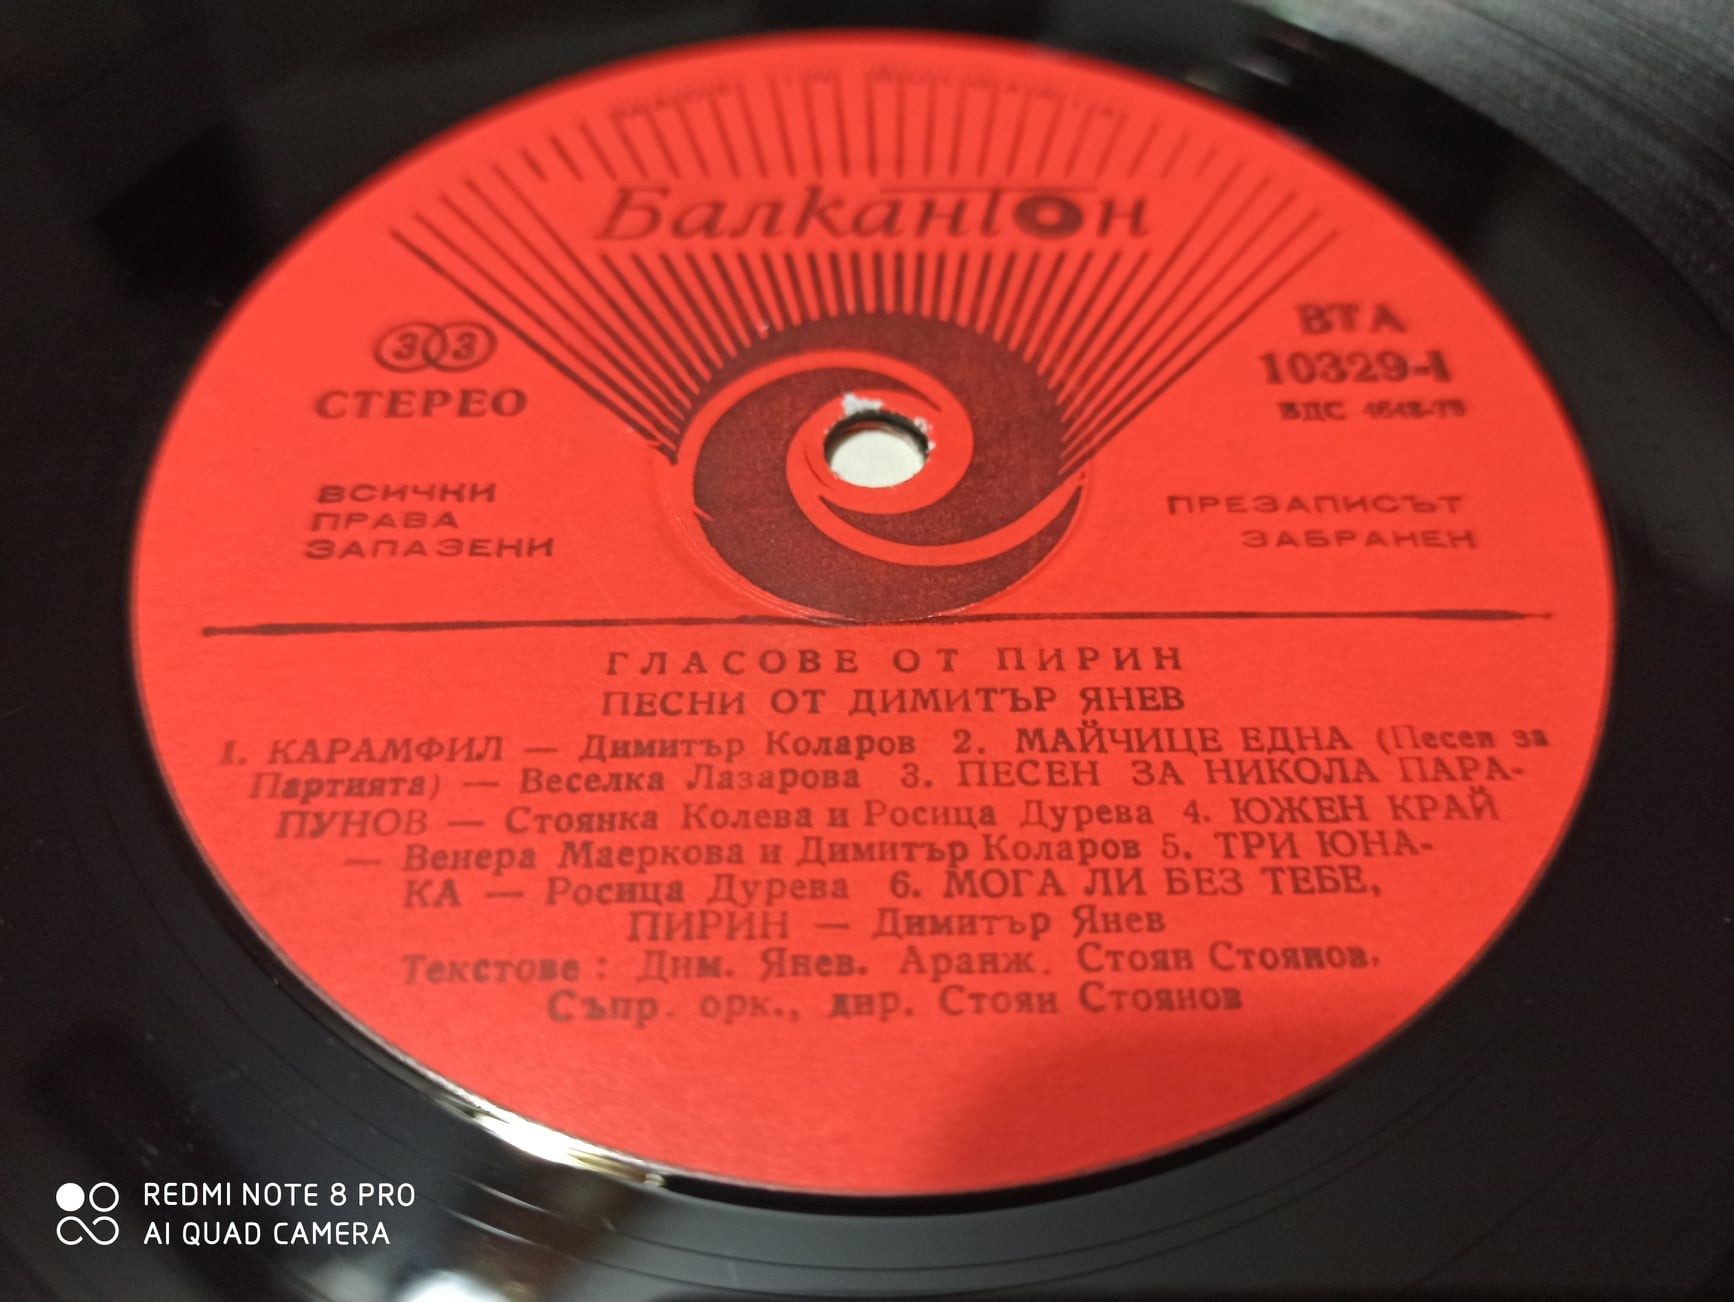 Балкантон
33
СТЕРЕО
ВТА
10329-I
БДС
ВСИЧКИ
ПРАВА
ЗАПАЗЕНИ
ПРЕЗАПИСЪТ
ЗАБРАНЕН
ГЛАСОВЕ ОТ ПИРИН
ПЕСНИ ОТ ДИМИТЪР ЯНЕВ
1. КАРАМФИЛ — Димитър Коларов 2. МАЙЧИЦЕ ЕДНА (Песен за
Партията) — Веселка Лазарова 3. ПЕСЕН ЗА НИКОЛА ПАРА-
ПУНОВ — Стоянка Колева и Росица Дурева 4. ЮЖЕН КРАЙ
— Венера Маеркова и Димитър Коларов 5. ТРИ ЮНА-
КА — Росица Дурева 6. МОГА ЛИ БЕЗ ТЕБЕ,
ПИРИН — Димитър Янев
Текстове: Дим. Янев. Аранж. Стоян Стоянов.
Съпр. орк., дир. Стоян Стоянов
REDMI NOTE 8 PRO
AI QUAD CAMERA